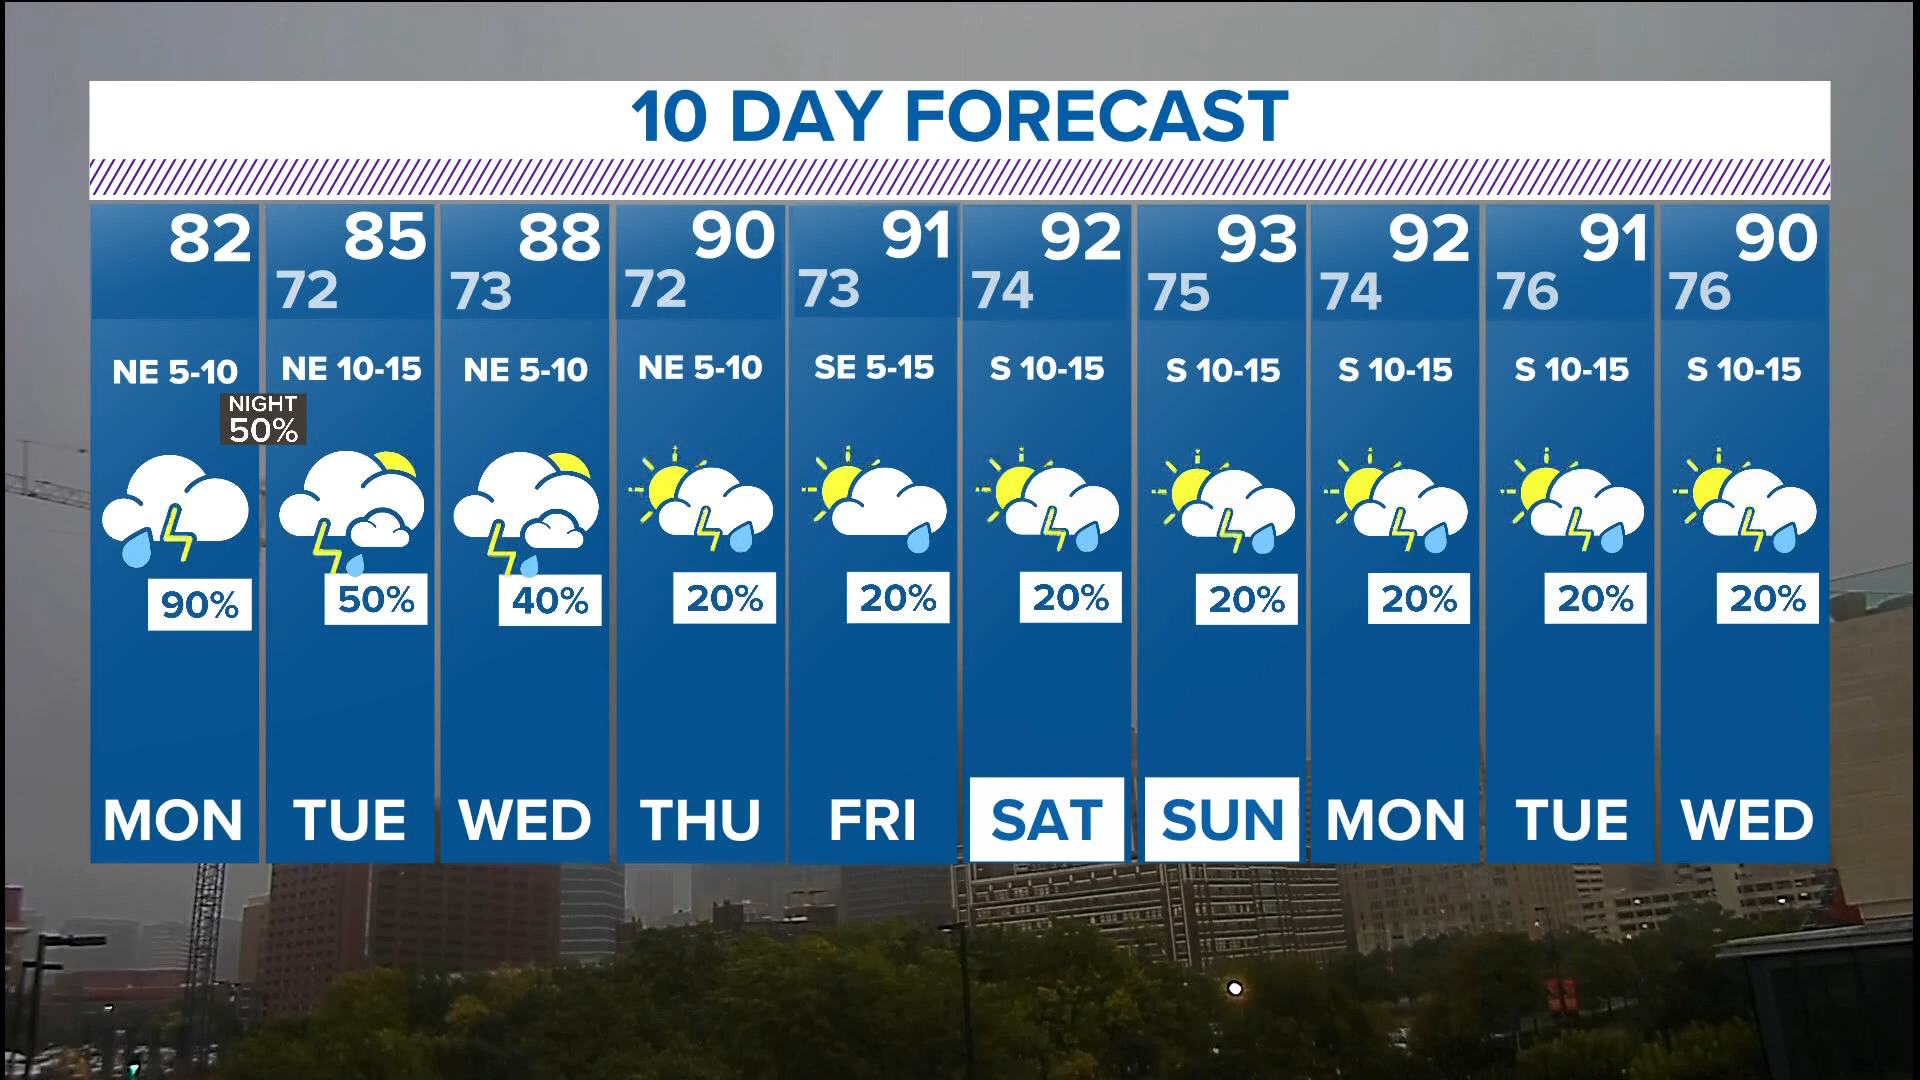 10 DAY FORECAST
82 85 88 90 91 92 93 92 91 90
72 73 72 73 74 75 74 76 76
NE 5-10 NE 10-15 NE 5-10 NE 5-10 SE 5-15 S 10-15 S 10-15 S 10-15 S 10-15 S 10-15
NIGHT
50%
90% 50% 40% 20% 20% 20% 20% 20% 20% 20%
MON TUE WED THU FRI SAT SUN MON TUE WED